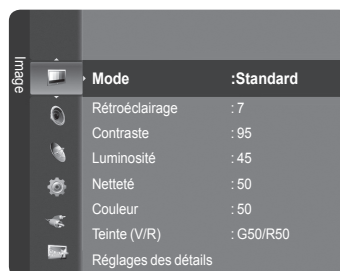 Image
Mode :Standard
Rétroéclairage : 7
Contraste : 95
Luminosité : 45
Netteté : 50
Couleur : 50
Teinte (V/R) : G50/R50
Réglages des détails